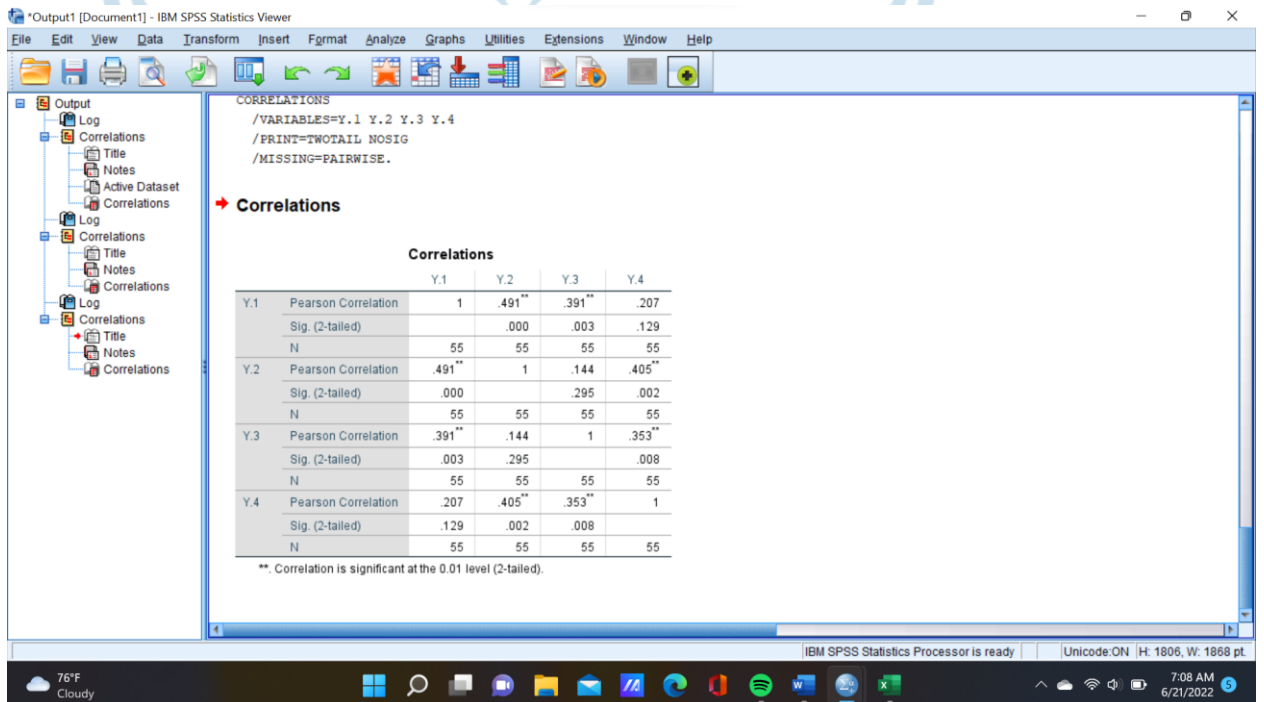 *Output1 [Document1] - IBM SPSS Statistics Viewer
File Edit View Data Transform Insert Format Analyze Graphs Utilities Extensions Window Help
Output
Log
Correlations
Title
Notes
Active Dataset
Correlations
Log
Correlations
Title
Notes
Correlations
Log
Correlations
Title
Notes
Correlations
CORRELATIONS
/VARIABLES=Y.1 Y.2 Y.3 Y.4
/PRINT=TWOTAIL NOSIG
/MISSING=PAIRWISE.
Correlations
Correlations
Y.1 Y.2 Y.3 Y.4
Y.1 Pearson Correlation 1 .491** .391** .207
Sig. (2-tailed) .000 .003 .129
N 55 55 55 55
Y.2 Pearson Correlation .491** 1 .144 .405**
Sig. (2-tailed) .000 .295 .002
N 55 55 55 55
Y.3 Pearson Correlation .391** .144 1 .353**
Sig. (2-tailed) .003 .295 .008
N 55 55 55 55
Y.4 Pearson Correlation .207 .405** .353** 1
Sig. (2-tailed) .129 .002 .008
N 55 55 55 55
**. Correlation is significant at the 0.01 level (2-tailed).
IBM SPSS Statistics Processor is ready Unicode:ON H: 1806, W: 1868 pt.
76°F
Cloudy
7:08 AM
6/21/2022
5